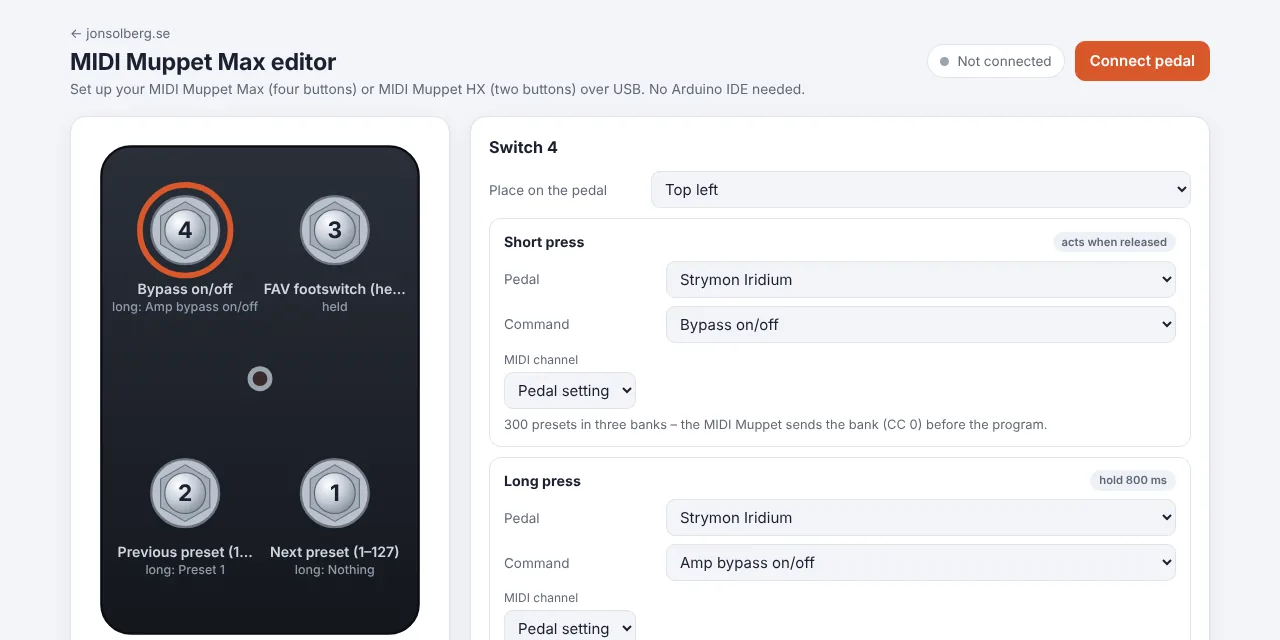 ← jonsolberg.se
MIDI Muppet Max editor
Set up your MIDI Muppet Max (four buttons) or MIDI Muppet HX (two buttons) over USB. No Arduino IDE needed.
Not connected
Connect pedal
4
3
Bypass on/off
FAV footswitch (he...
long: Amp bypass on/off
held
2
1
Previous preset (1...
Next preset (1–127)
long: Preset 1
long: Nothing
Switch 4
Place on the pedal
Top left
Short press
acts when released
Pedal
Strymon Iridium
Command
Bypass on/off
MIDI channel
Pedal setting
300 presets in three banks – the MIDI Muppet sends the bank (CC 0) before the program.
Long press
hold 800 ms
Pedal
Strymon Iridium
Command
Amp bypass on/off
MIDI channel
Pedal setting